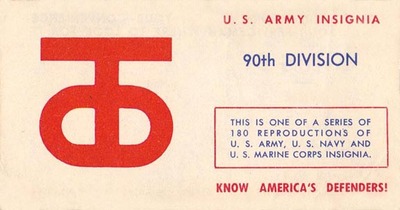 U. S. ARMY INSIGNIA
90th DIVISION
THIS IS ONE OF A SERIES OF
180 REPRODUCTIONS OF
U. S. ARMY, U. S. NAVY AND
U. S. MARINE CORPS INSIGNIA.
KNOW AMERICA'S DEFENDERS!